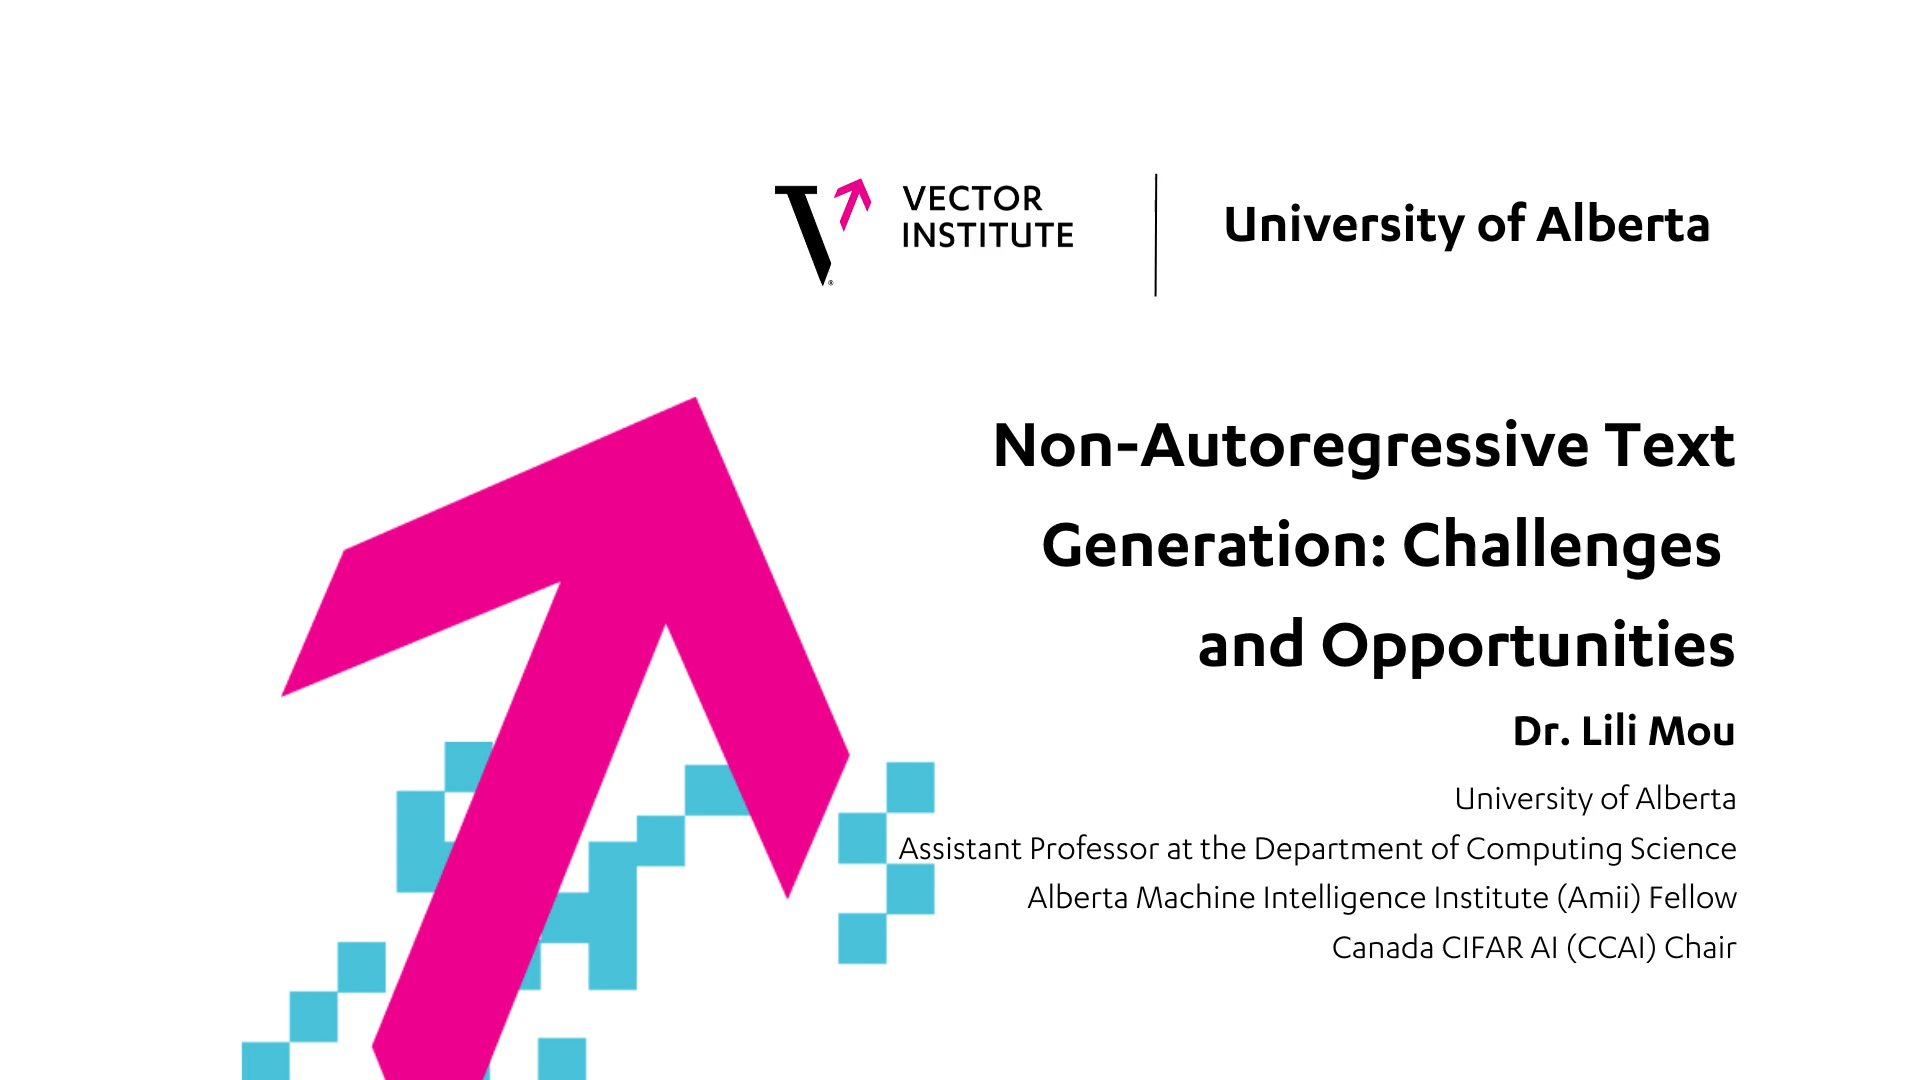 VECTOR
INSTITUTE
University of Alberta
Non-Autoregressive Text
Generation: Challenges
and Opportunities
Dr. Lili Mou
University of Alberta
Assistant Professor at the Department of Computing Science
Alberta Machine Intelligence Institute (Amii) Fellow
Canada CIFAR AI (CCAI) Chair